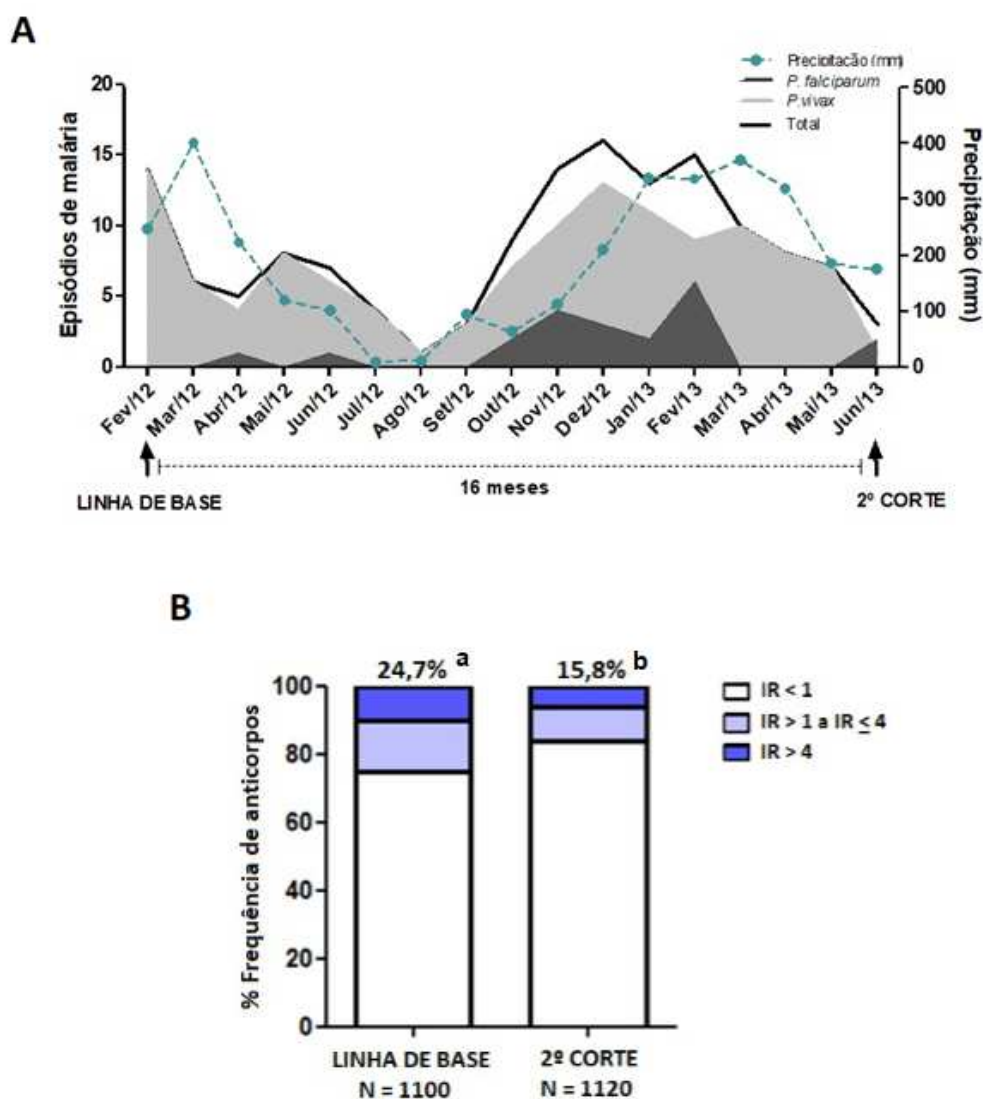 A
Precipitação (mm)
P. falciparum
P.vivax
Total
Episódios de malária
20
15
10
5
0
500
400
300
200
100
0
Precipitação (mm)
Fev/12
Mar/12
Abr/12
Mai/12
Jun/12
Jul/12
Ago/12
Set/12
Out/12
Nov/12
Dez/12
Jan/13
Fev/13
Mar/13
Abr/13
Mai/13
Jun/13
16 meses
LINHA DE BASE
2º CORTE
B
24,7% a
15,8% b
IR < 1
IR > 1 a IR ≤ 4
IR > 4
% Frequência de anticorpos
100
80
60
40
20
0
LINHA DE BASE
N = 1100
2º CORTE
N = 1120